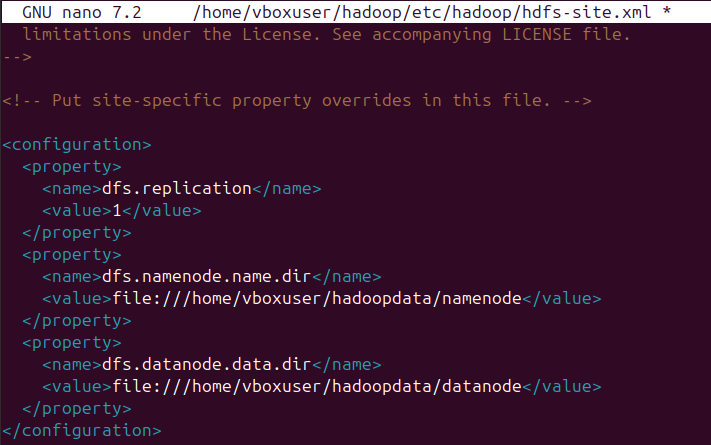 GNU nano 7.2 /home/vboxuser/hadoop/etc/hadoop/hdfs-site.xml *
limitations under the License. See accompanying LICENSE file.
-->
<!-- Put site-specific property overrides in this file. -->
<configuration>
<property>
<name>dfs.replication</name>
<value>1</value>
</property>
<property>
<name>dfs.namenode.name.dir</name>
<value>file:///home/vboxuser/hadoopdata/namenode</value>
</property>
<property>
<name>dfs.datanode.data.dir</name>
<value>file:///home/vboxuser/hadoopdata/datanode</value>
</property>
</configuration>